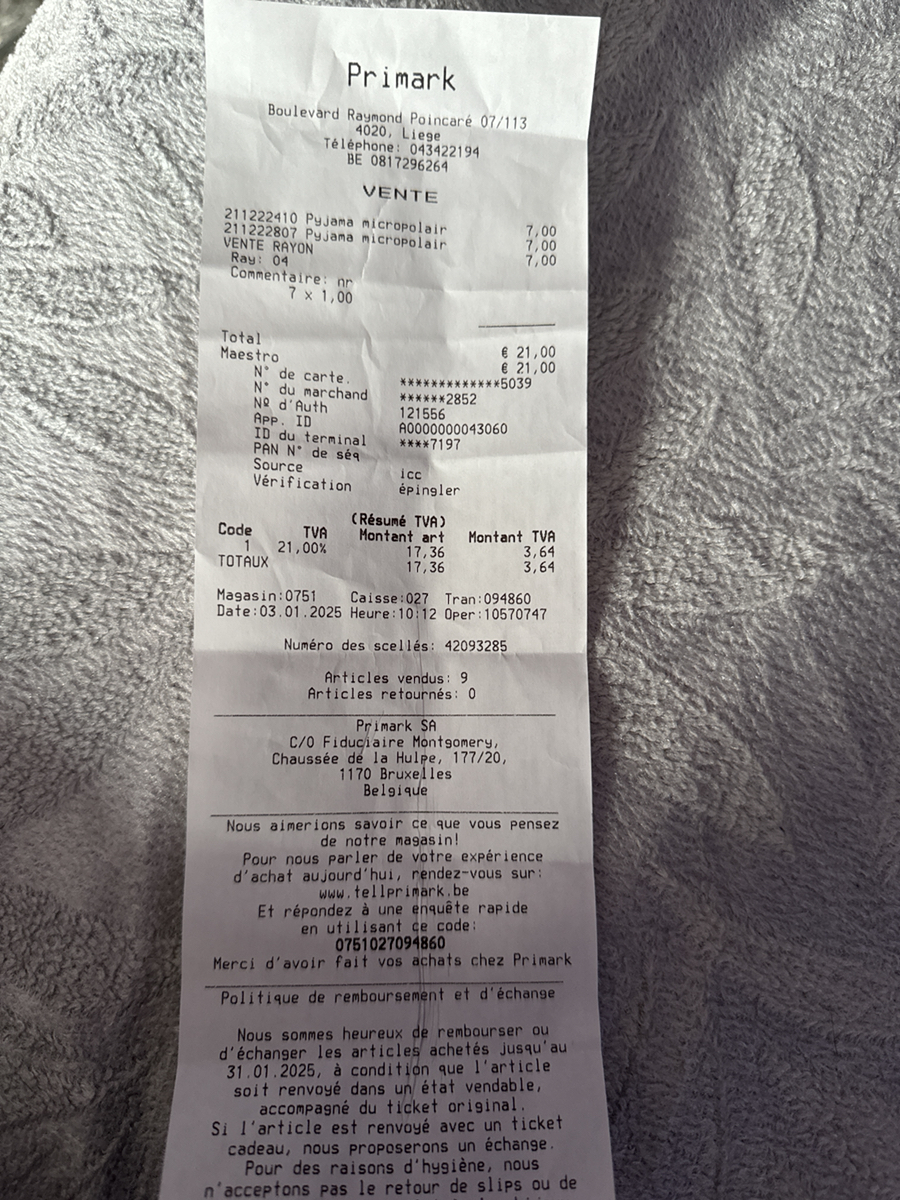 Primark
Boulevard Raymond Poincaré 07/113
4020, Liege
Téléphone: 043422194
BE 0817296264
VENTE
211222410 Pyjama micropolair 7,00
211222807 Pyjama micropolair 7,00
VENTE RAYON 7,00
Ray: 04
Commentaire: nr
7 x 1,00
Total € 21,00
Maestro € 21,00
N° de carte. *************5039
N° du marchand ******2852
Nº d'Auth 121556
App. ID A0000000043060
ID du terminal ****7197
PAN N° de séq
Source icc
Vérification épingler
(Résumé TVA)
Code TVA Montant art Montant TVA
1 21,00% 17,36 3,64
TOTAUX 17,36 3,64
Magasin:0751 Caisse:027 Tran:094860
Date:03.01.2025 Heure:10:12 Oper:10570747
Numéro des scellés: 42093285
Articles vendus: 9
Articles retournés: 0
Primark SA
C/O Fiduciaire Montgomery,
Chaussée de la Hulpe, 177/20,
1170 Bruxelles
Belgique
Nous aimerions savoir ce que vous pensez
de notre magasin!
Pour nous parler de votre expérience
d'achat aujourd'hui, rendez-vous sur:
www.tellprimark.be
Et répondez à une enquête rapide
en utilisant ce code:
0751027094860
Merci d'avoir fait vos achats chez Primark
Politique de remboursement et d'échange
Nous sommes heureux de rembourser ou
d'échanger les articles achetés jusqu'au
31.01.2025, à condition que l'article
soit renvoyé dans un état vendable,
accompagné du ticket original.
Si l'article est renvoyé avec un ticket
cadeau, nous proposerons un échange.
Pour des raisons d'hygiène, nous
n'acceptons pas le retour de slips ou de